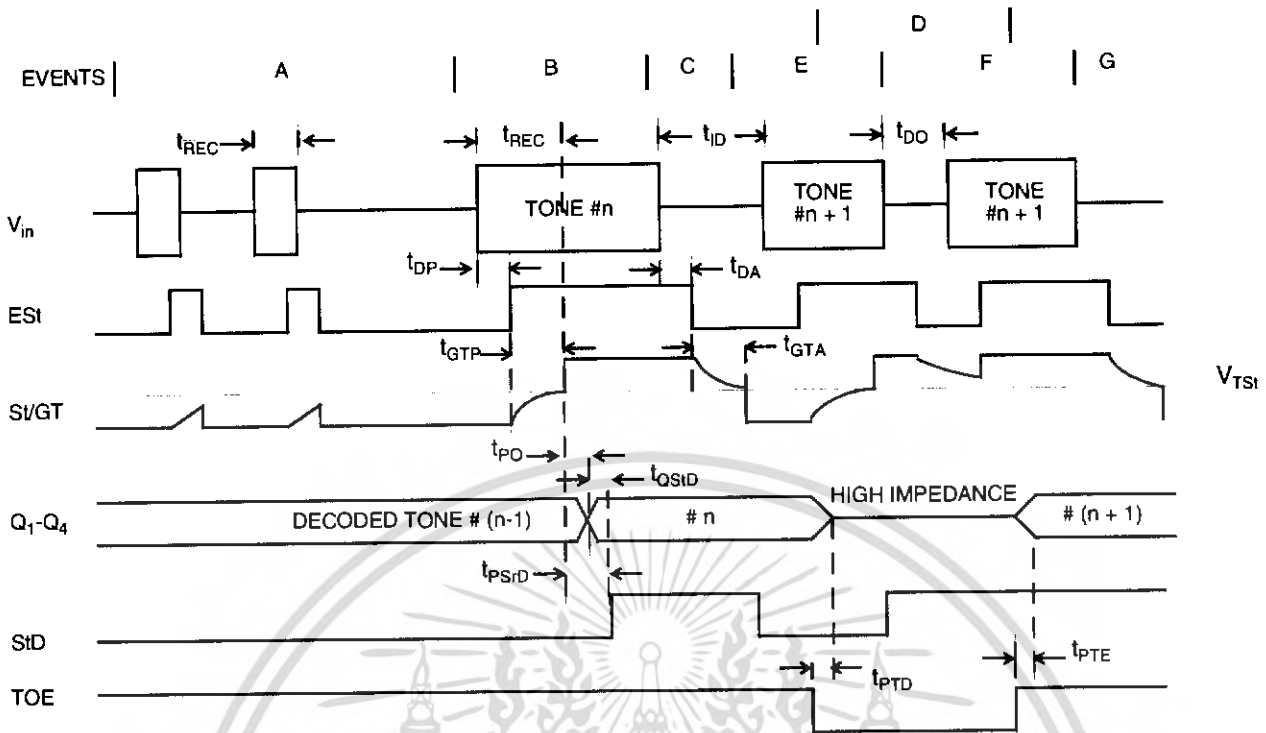 D
EVENTS A B C E F G
tREC tREC tID tDO
Vin TONE #n TONE #n + 1 TONE #n + 1
tDP tDA
ESt
tGTP tGTA
VTSt
St/GT
tPO
tQStD
HIGH IMPEDANCE
Q1-Q4 DECODED TONE # (n-1) # n # (n + 1)
tPSrD
StD
tPTE
tPTD
TOE